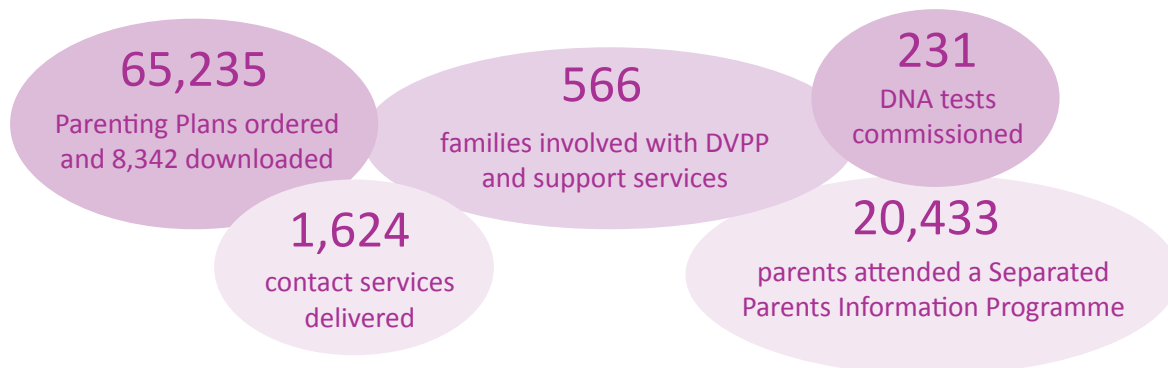 65,235
Parenting Plans ordered
and 8,342 downloaded
566
families involved with DVPP
and support services
231
DNA tests
commissioned
1,624
contact services
delivered
20,433
parents attended a Separated
Parents Information Programme